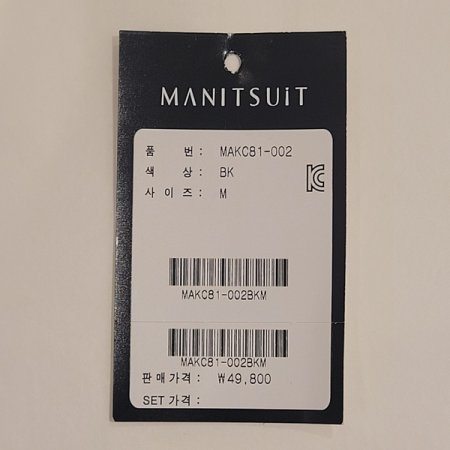 MANITSUiT
품 번 : MAKC81-002
색 상 : BK
사 이 즈 : M
MAKC81-002BKM
MAKC81-002BKM
판 매 가 격 : ₩49,800
SET 가 격 :